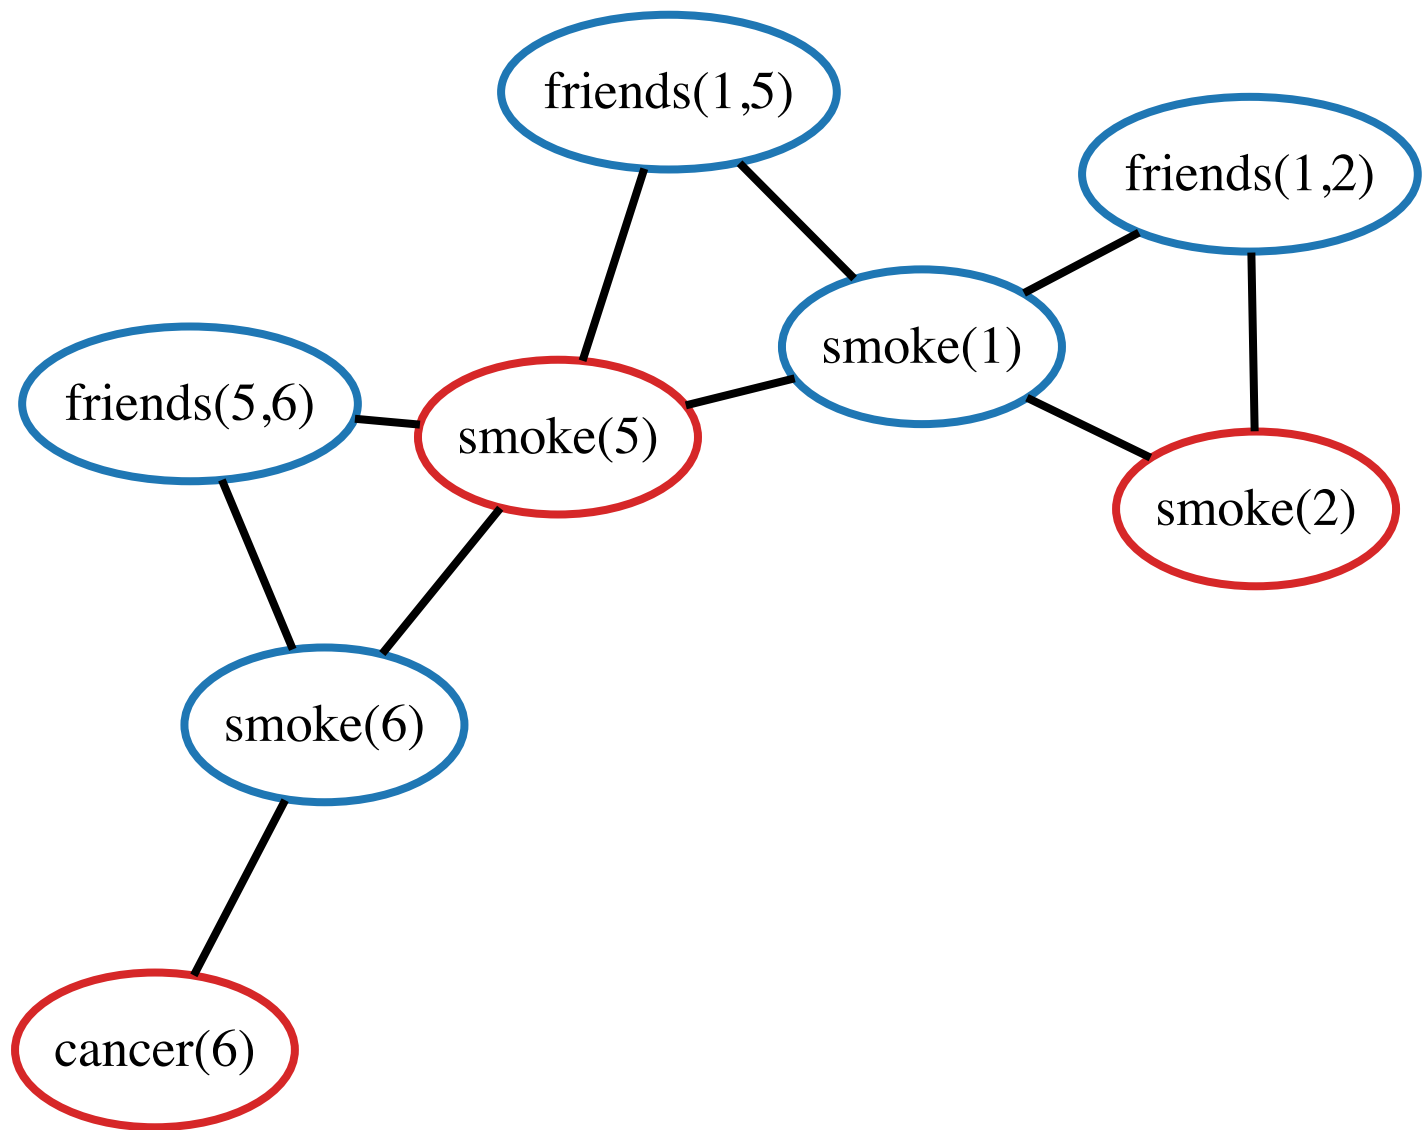 friends(1,5)
friends(1,2)
smoke(1)
friends(5,6)
smoke(5)
smoke(2)
smoke(6)
cancer(6)